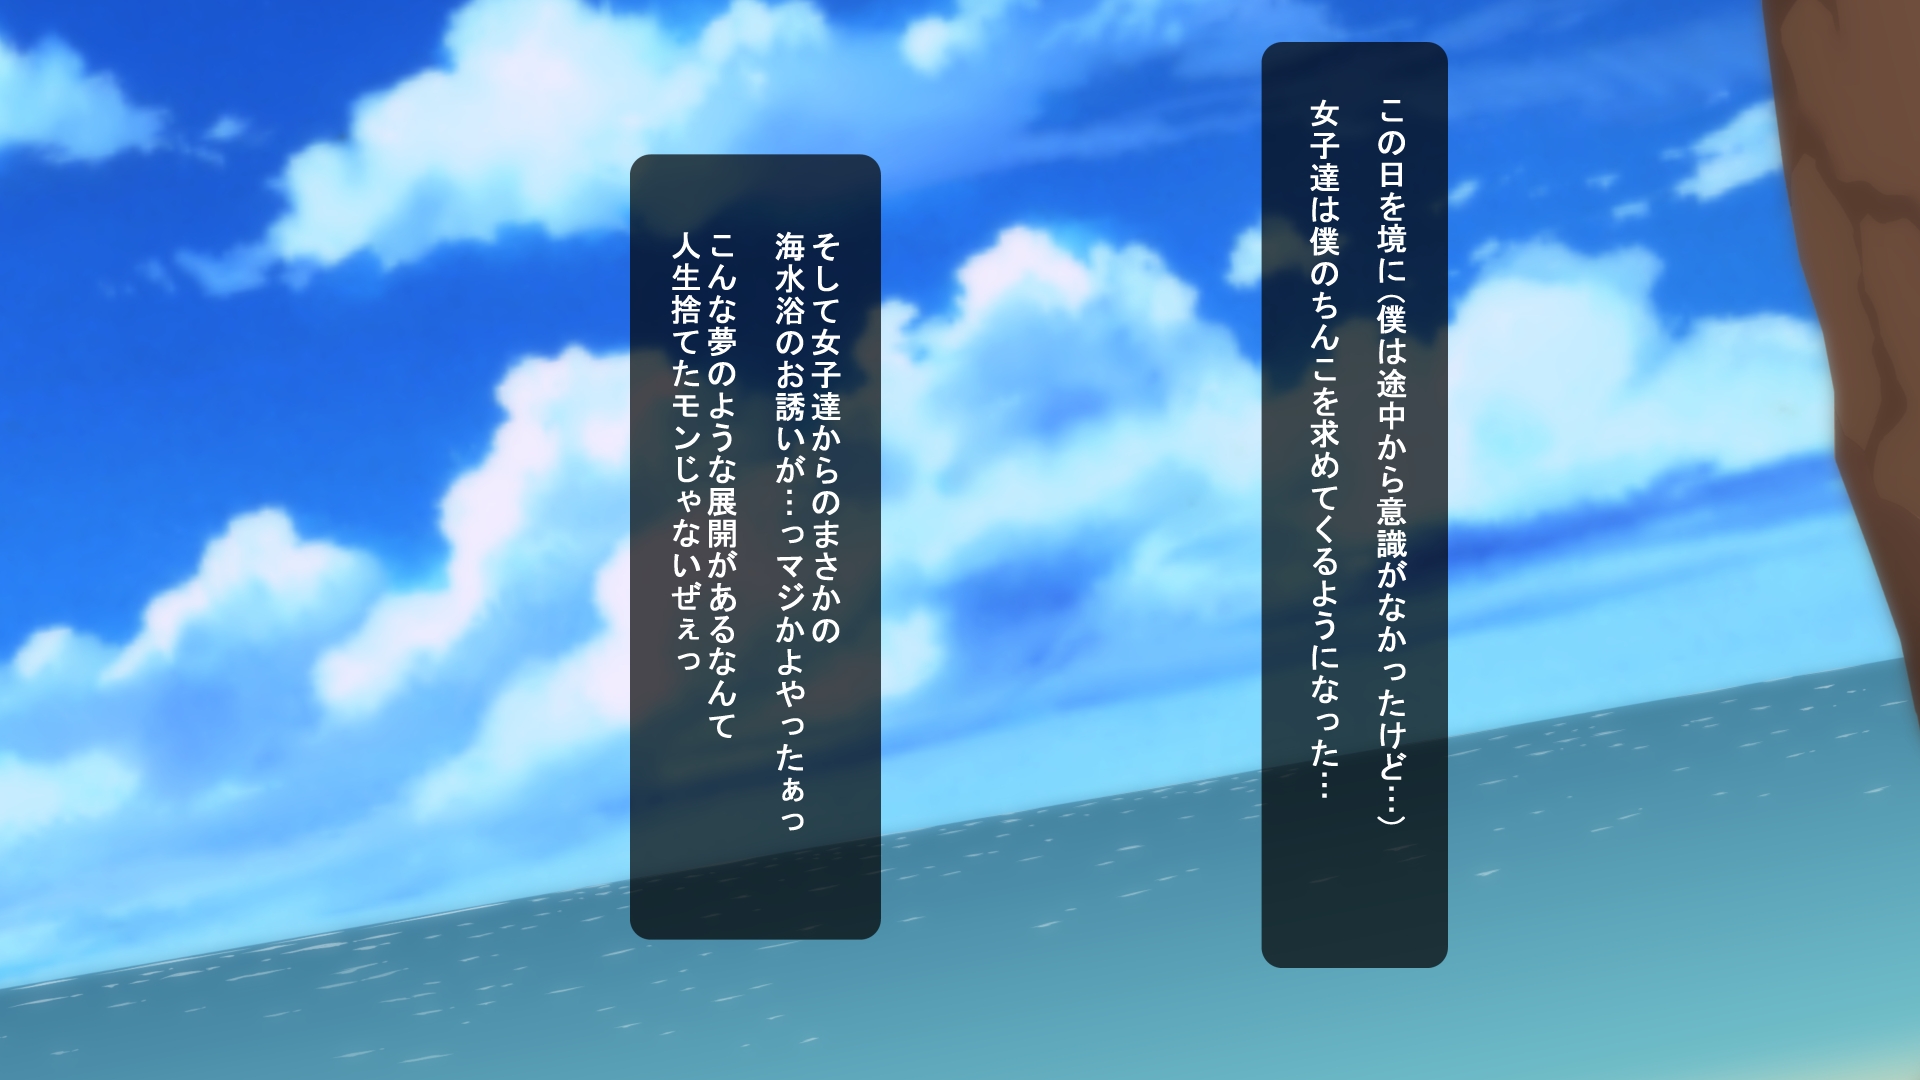 この日を境に（僕は途中から意識がなかったけど…）
女子達は僕のちんこを求めてくるようになった…
そして女子達からのまさかの
海水浴のお誘いが…っマジかよやったぁっ
こんな夢のような展開があるなんて
人生捨てたモンじゃないぜぇっ